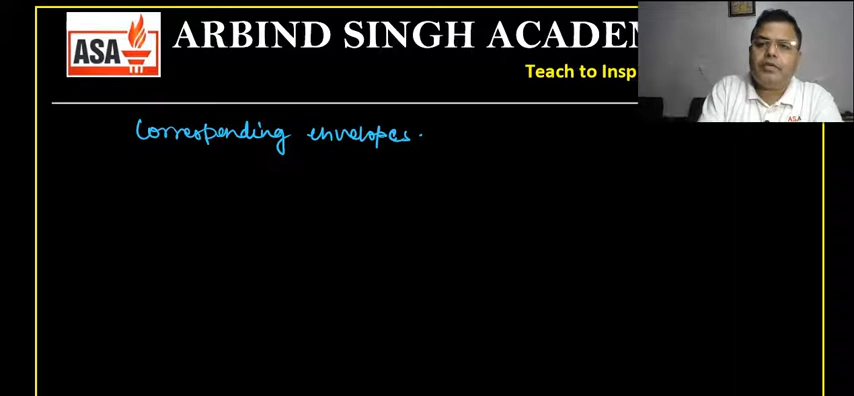 ASA
ARBIND SINGH ACADEM
Teach to Insp
Corresponding envelopes.
ASA